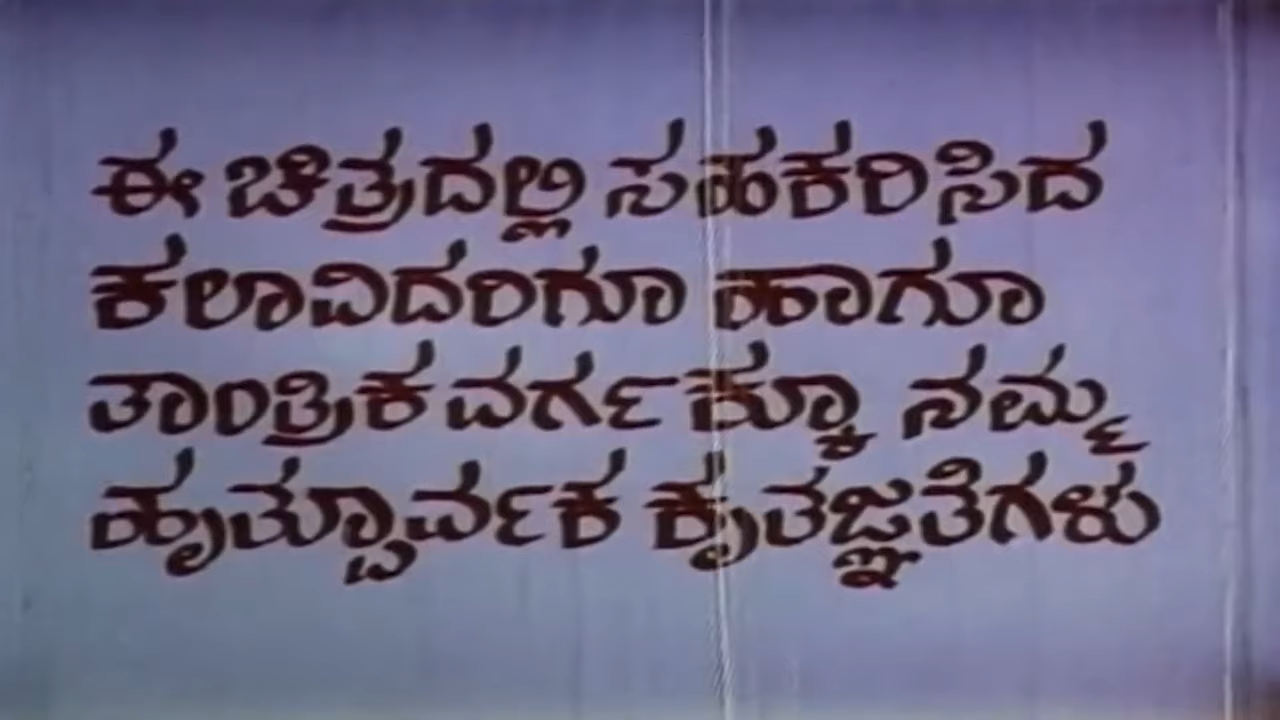 ಈ ಚಿತ್ರದಲ್ಲಿ ಸಹಕರಿಸಿದ
ಕಲಾವಿದರಿಗೂ ಹಾಗೂ
ತಾಂತ್ರಿಕ ವರ್ಗಕ್ಕೂ ನಮ್ಮ
ಹೃತ್ಪೂರ್ವಕ ಕೃತಜ್ಞತೆಗಳು